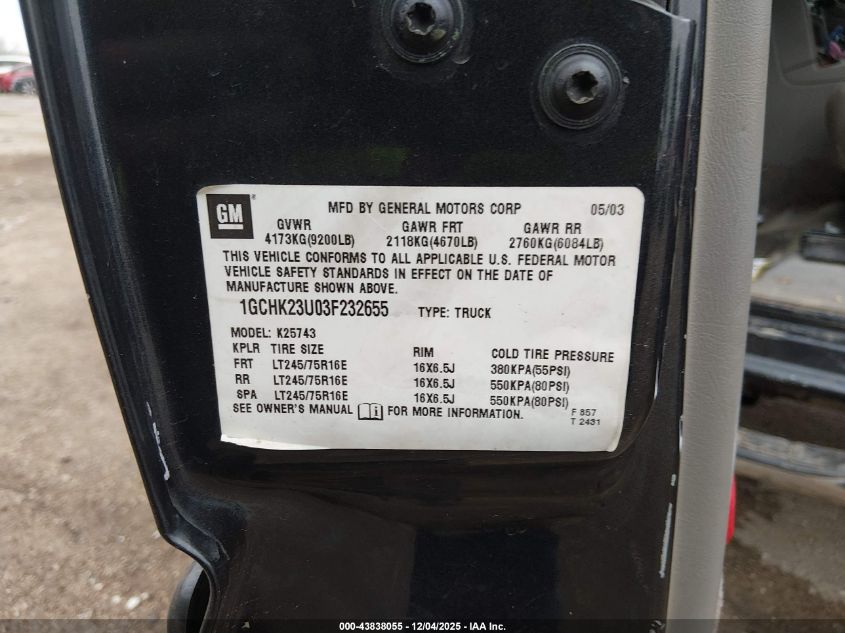 GM
MFD BY GENERAL MOTORS CORP 05/03
GVWR GAWR FRT GAWR RR
4173KG(9200LB) 2118KG(4670LB) 2760KG(6084LB)
THIS VEHICLE CONFORMS TO ALL APPLICABLE U.S. FEDERAL MOTOR
VEHICLE SAFETY STANDARDS IN EFFECT ON THE DATE OF
MANUFACTURE SHOWN ABOVE.
1GCHK23U03F232655 TYPE: TRUCK
MODEL: K25743
KPLR TIRE SIZE RIM COLD TIRE PRESSURE
FRT LT245/75R16E 16X6.5J 380KPA(55PSI)
RR LT245/75R16E 16X6.5J 550KPA(80PSI)
SPA LT245/75R16E 16X6.5J 550KPA(80PSI)
SEE OWNER'S MANUAL FOR MORE INFORMATION.
F 857
T 2431
000-43838055 - 12/04/2025 - IAA Inc.